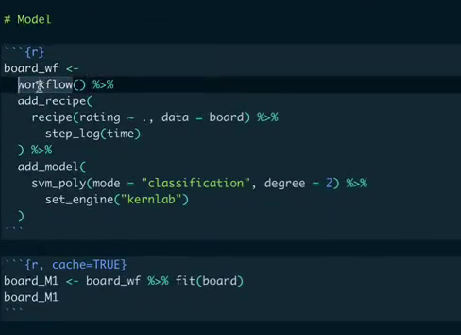 # Model
```{r}
board_wf <-
workflow() %>%
add_recipe(
recipe(rating ~ ., data = board) %>%
step_log(time)
) %>%
add_model(
svm_poly(mode = "classification", degree = 2) %>%
set_engine("kernlab")
)
```
```{r, cache=TRUE}
board_M1 <- board_wf %>% fit(board)
board_M1
```